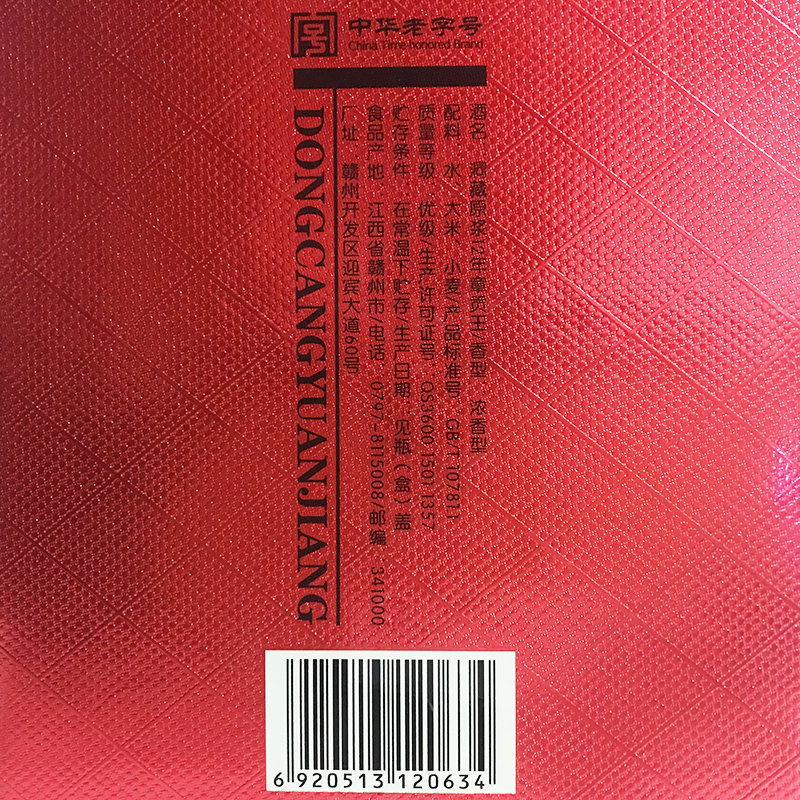 中华老字号
China Time-honored Brand
酒名 洞藏原浆12年章贡王/香型 浓香型
配料 水、大米、小麦/产品标准号 GB/T10781.1
质量等级 优级/生产许可证号：QS3600 1501 1357
贮存条件：在常温下贮存/生产日期：见瓶（盒）盖
食品产地：江西省赣州市/电话：0797-8115008/邮编 341000
厂址 赣州开发区迎宾大道60号
DONGCANGYUANJIANG
6 920513 120634